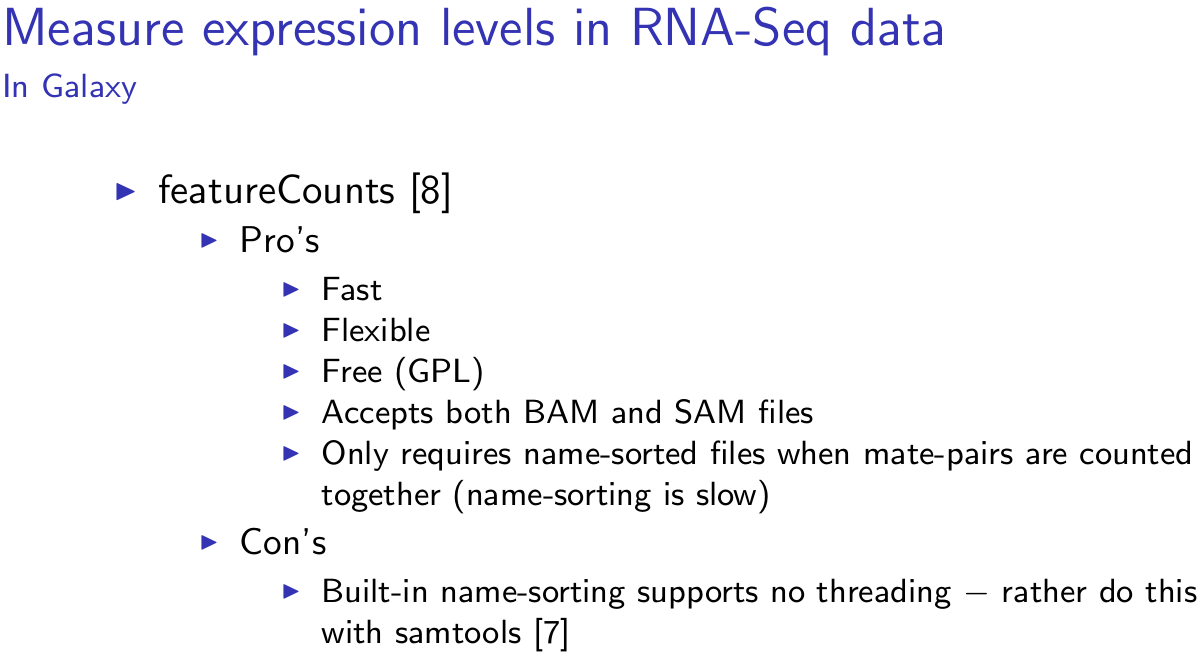 Measure expression levels in RNA-Seq data
In Galaxy
▶ featureCounts [8]
▶ Pro's
▶ Fast
▶ Flexible
▶ Free (GPL)
▶ Accepts both BAM and SAM files
▶ Only requires name-sorted files when mate-pairs are counted
together (name-sorting is slow)
▶ Con's
▶ Built-in name-sorting supports no threading − rather do this
with samtools [7]